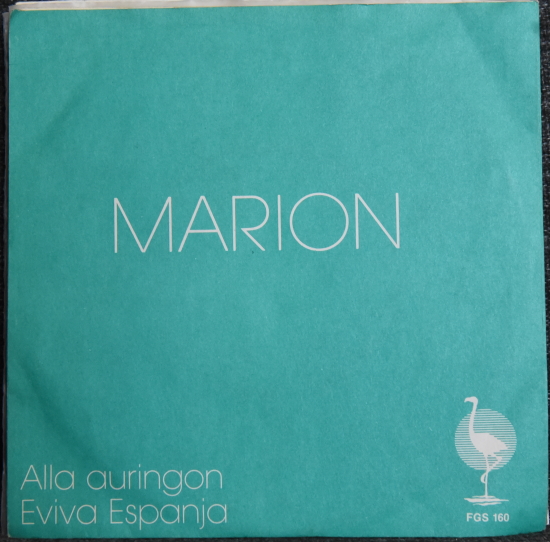 MARION
Alla auringon
Eviva Espanja
FGS 160